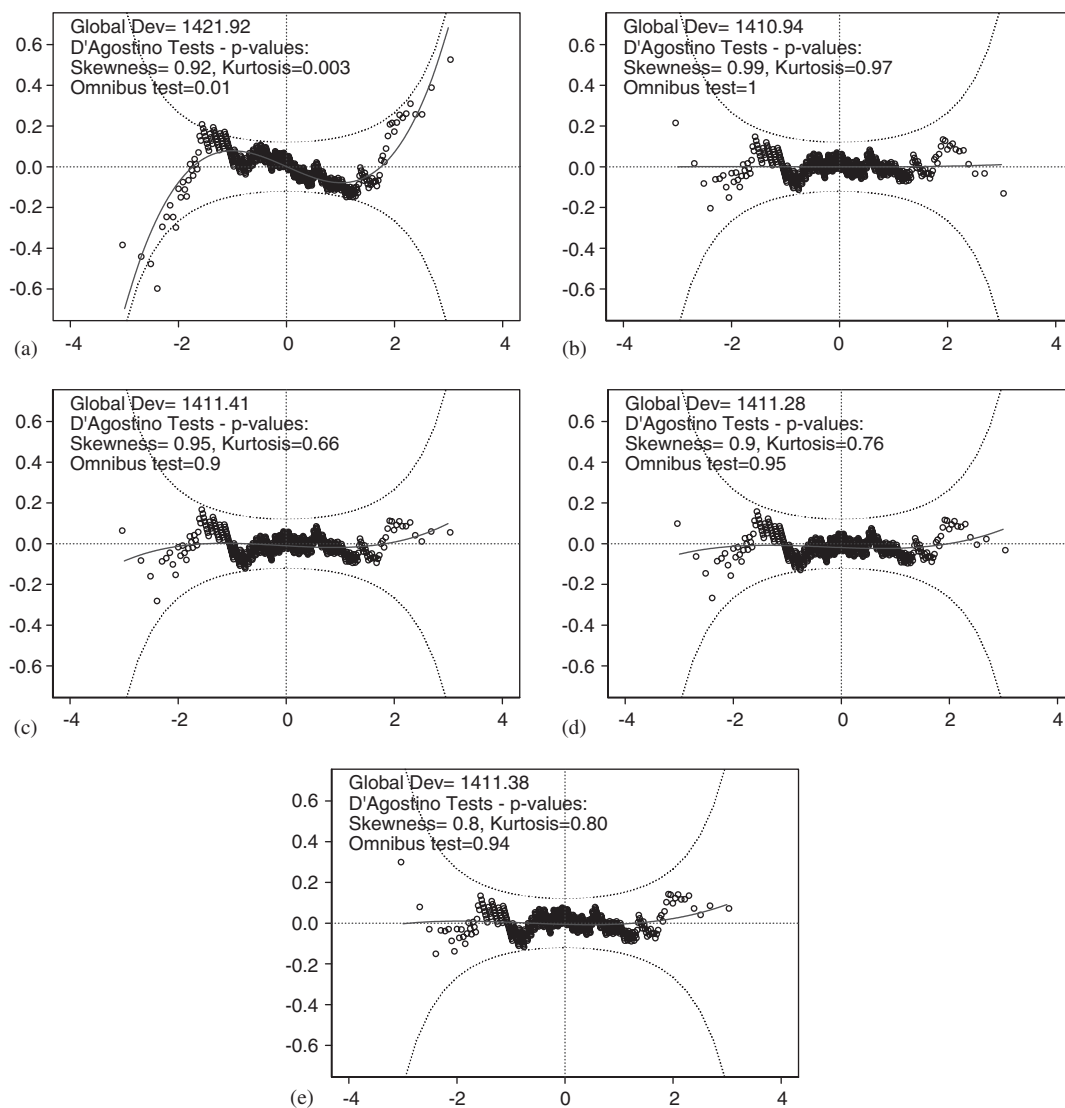 Global Dev= 1421.92
D'Agostino Tests - p-values:
Skewness= 0.92, Kurtosis=0.003
Omnibus test=0.01
0.6
0.4
0.2
0.0
-0.2
-0.4
-0.6
-4
-2
0
2
4
(a)
Global Dev= 1410.94
D'Agostino Tests - p-values:
Skewness= 0.99, Kurtosis=0.97
Omnibus test=1
0.6
0.4
0.2
0.0
-0.2
-0.4
-0.6
-4
-2
0
2
4
(b)
Global Dev= 1411.41
D'Agostino Tests - p-values:
Skewness= 0.95, Kurtosis=0.66
Omnibus test=0.9
0.6
0.4
0.2
0.0
-0.2
-0.4
-0.6
-4
-2
0
2
4
(c)
Global Dev= 1411.28
D'Agostino Tests - p-values:
Skewness= 0.9, Kurtosis=0.76
Omnibus test=0.95
0.6
0.4
0.2
0.0
-0.2
-0.4
-0.6
-4
-2
0
2
4
(d)
Global Dev= 1411.38
D'Agostino Tests - p-values:
Skewness= 0.8, Kurtosis=0.80
Omnibus test=0.94
0.6
0.4
0.2
0.0
-0.2
-0.4
-0.6
-4
-2
0
2
4
(e)